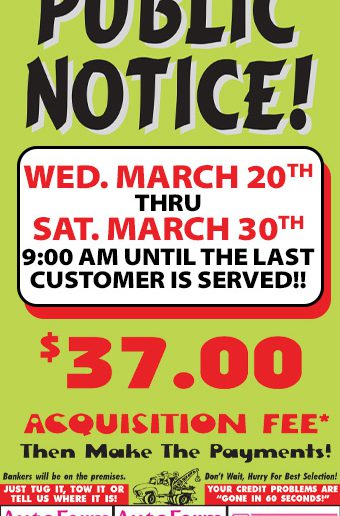 PUBLIC
NOTICE!
WED. MARCH 20TH
THRU
SAT. MARCH 30TH
9:00 AM UNTIL THE LAST
CUSTOMER IS SERVED!!
$37.00
ACQUISITION FEE*
Then Make The Payments!
Bankers will be on the premises.
Don't Wait, Hurry For Best Selection!
JUST TUG IT, TOW IT OR
TELL US WHERE IT IS!
YOUR CREDIT PROBLEMS ARE
"GONE IN 60 SECONDS!"